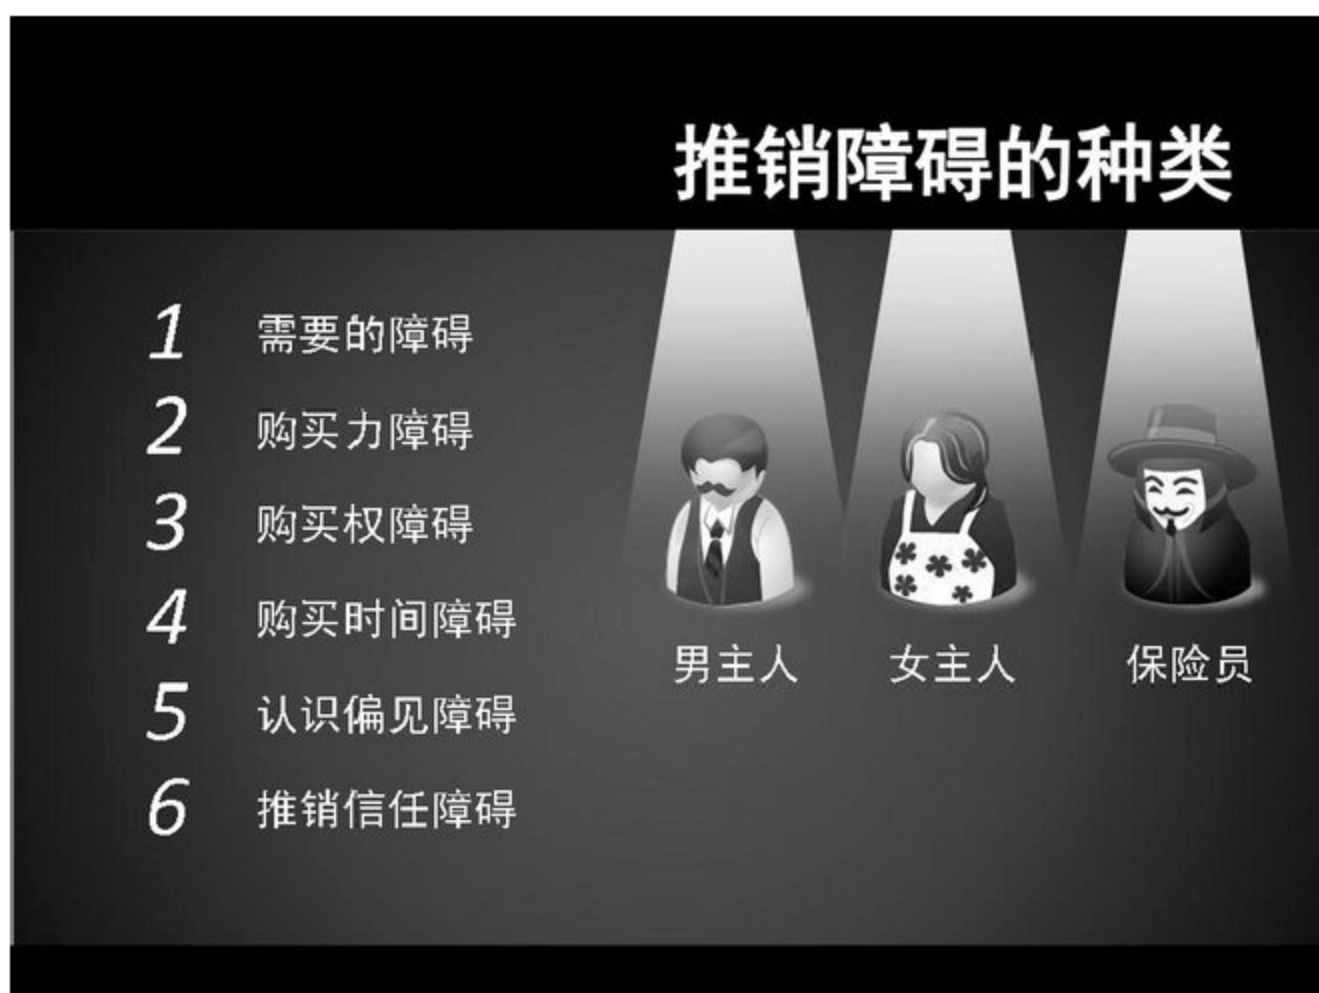 推销障碍的种类
1 需要的障碍
2 购买力障碍
3 购买权障碍
4 购买时间障碍
5 认识偏见障碍
6 推销信任障碍
男主人 女主人 保险员